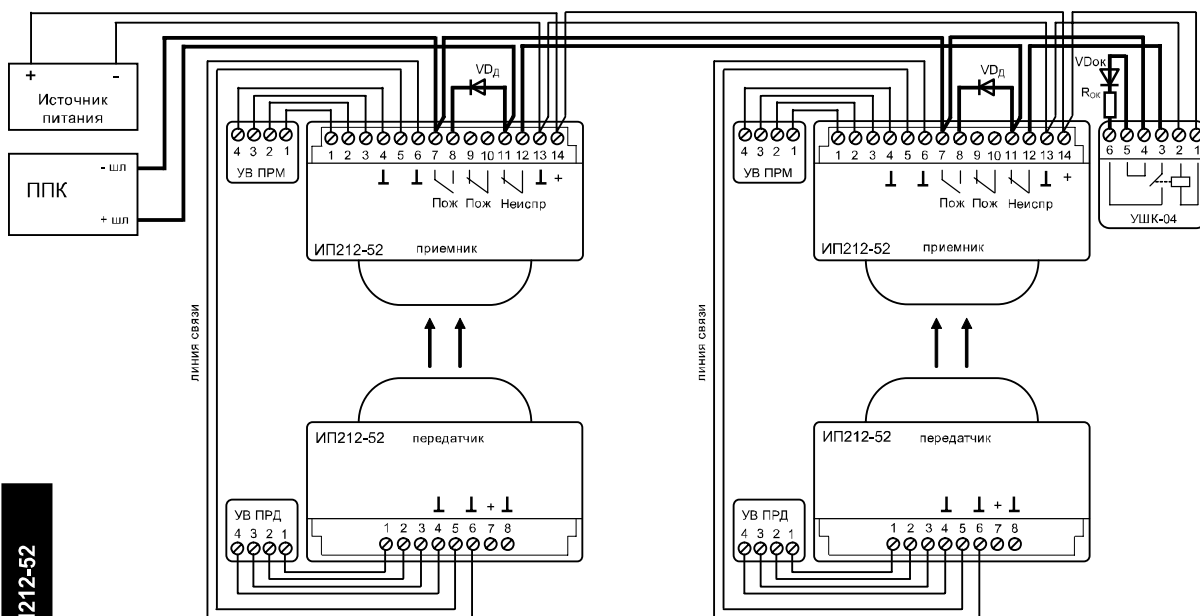 + -
Источник
питания
ППК
- шл
+ шл
4 3 2 1
УВ ПРМ
VDд
1 2 3 4 5 6 7 8 9 10 11 12 13 14
+
Пож Пож Неиспр
ИП212-52 приемник
линия связи
ИП212-52 передатчик
+
1 2 3 4 5 6 7 8
УВ ПРД
4 3 2 1
4 3 2 1
УВ ПРМ
VDд
1 2 3 4 5 6 7 8 9 10 11 12 13 14
+
Пож Пож Неиспр
ИП212-52 приемник
VDок
Rок
6 5 4 3 2 1
УШК-04
линия связи
ИП212-52 передатчик
+
1 2 3 4 5 6 7 8
УВ ПРД
4 3 2 1
212-52